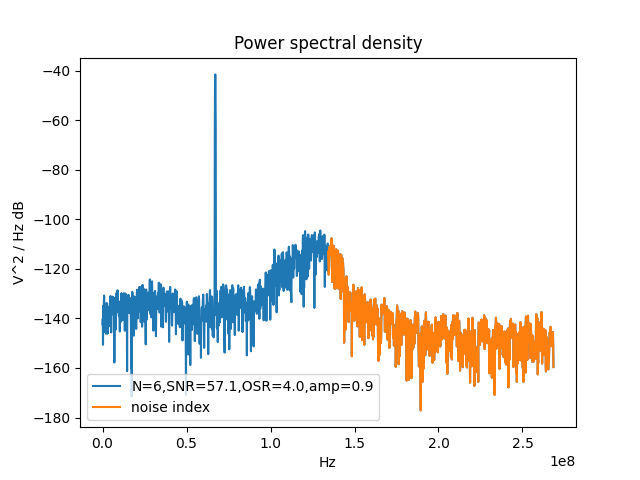 Power spectral density
V^2 / Hz dB
−40
−60
−80
−100
−120
−140
−160
−180
N=6,SNR=57.1,OSR=4.0,amp=0.9
noise index
0.0 0.5 1.0 1.5 2.0 2.5
1e8
Hz